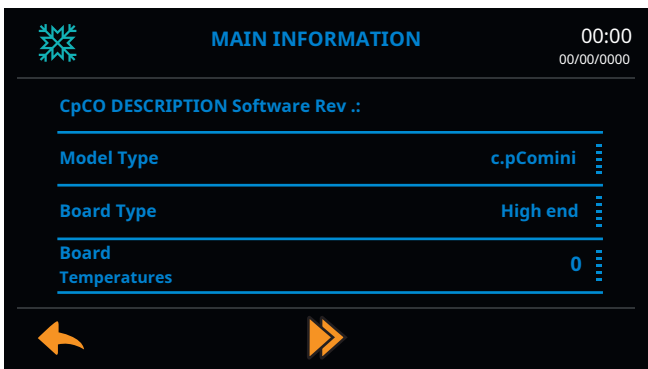 MAIN INFORMATION
00:00
00/00/0000
CpCO DESCRIPTION Software Rev .:
Model Type c.pComini
Board Type High end
Board
Temperatures 0